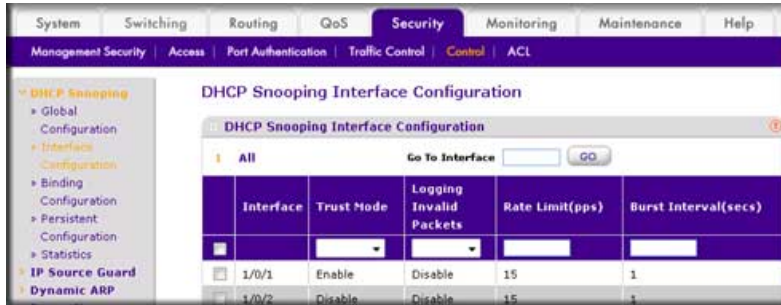 System Switching Routing QoS Security Monitoring Maintenance Help
Management Security Access Port Authentication Traffic Control Control ACL
DHCP Snooping
Global
Configuration
Interface
Configuration
Binding
Configuration
Persistent
Configuration
Statistics
IP Source Guard
Dynamic ARP
DHCP Snooping Interface Configuration
DHCP Snooping Interface Configuration
1 All Go To Interface GO
Interface Trust Mode Logging Invalid Packets Rate Limit(pps) Burst Interval(secs)
1/0/1 Enable Disable 15 1
1/0/2 Disable Disable 15 1